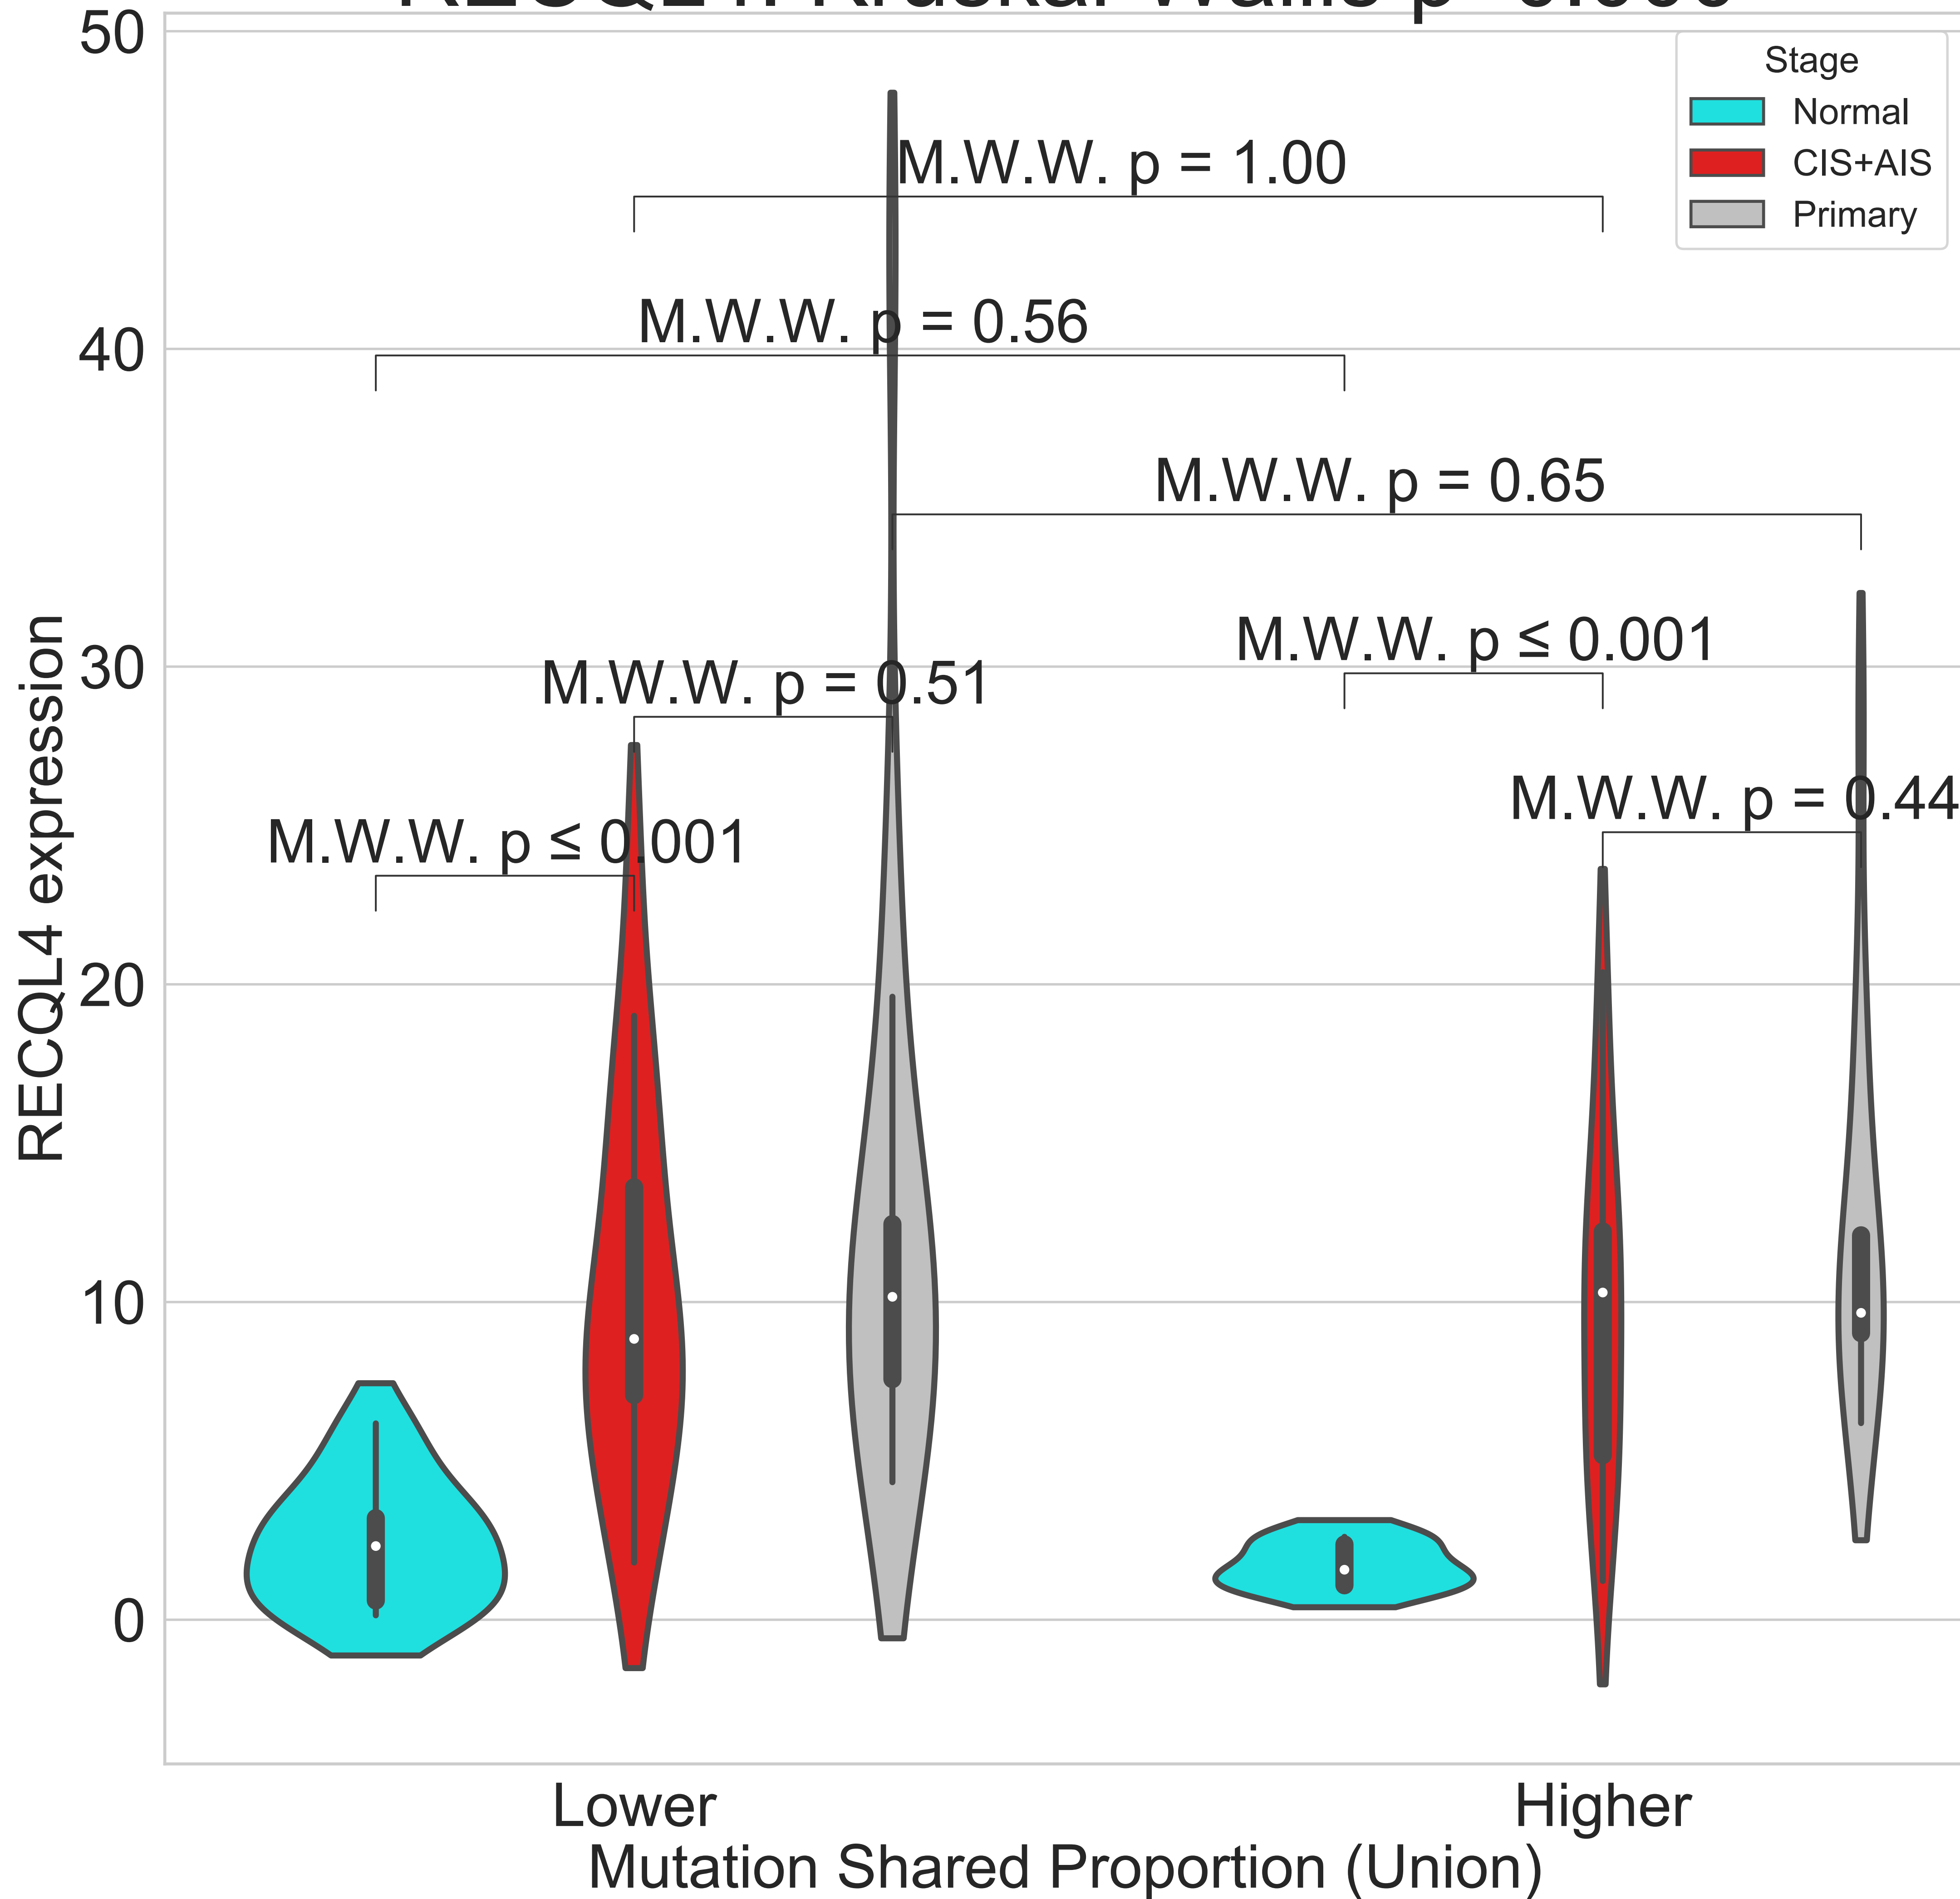 50
Stage
Normal
CIS+AIS
Primary
M.W.W. p = 1.00
M.W.W. p = 0.56
40
M.W.W. p = 0.65
M.W.W. p ≤ 0.001
30
M.W.W. p = 0.51
M.W.W. p = 0.44
M.W.W. p ≤ 0.001
20
10
0
RECQL4 expression
Lower
Higher
Mutation Shared Proportion (Union)